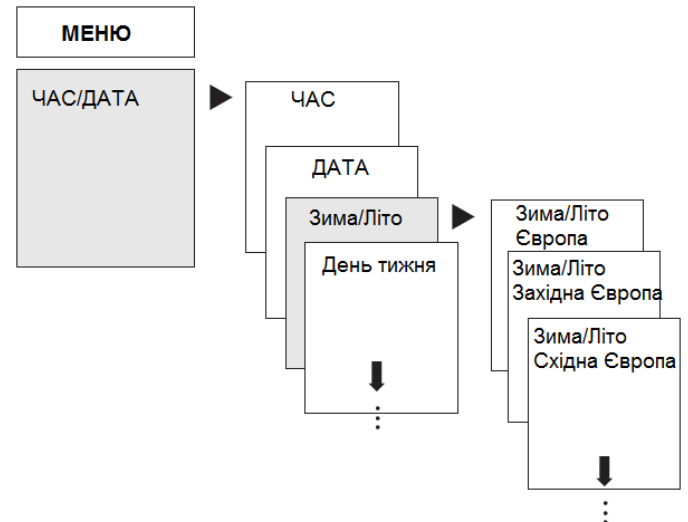 МЕНЮ
ЧАС/ДАТА
ЧАС
ДАТА
Зима/Літо
День тижня
Зима/Літо
Європа
Зима/Літо
Західна Європа
Зима/Літо
Східна Європа